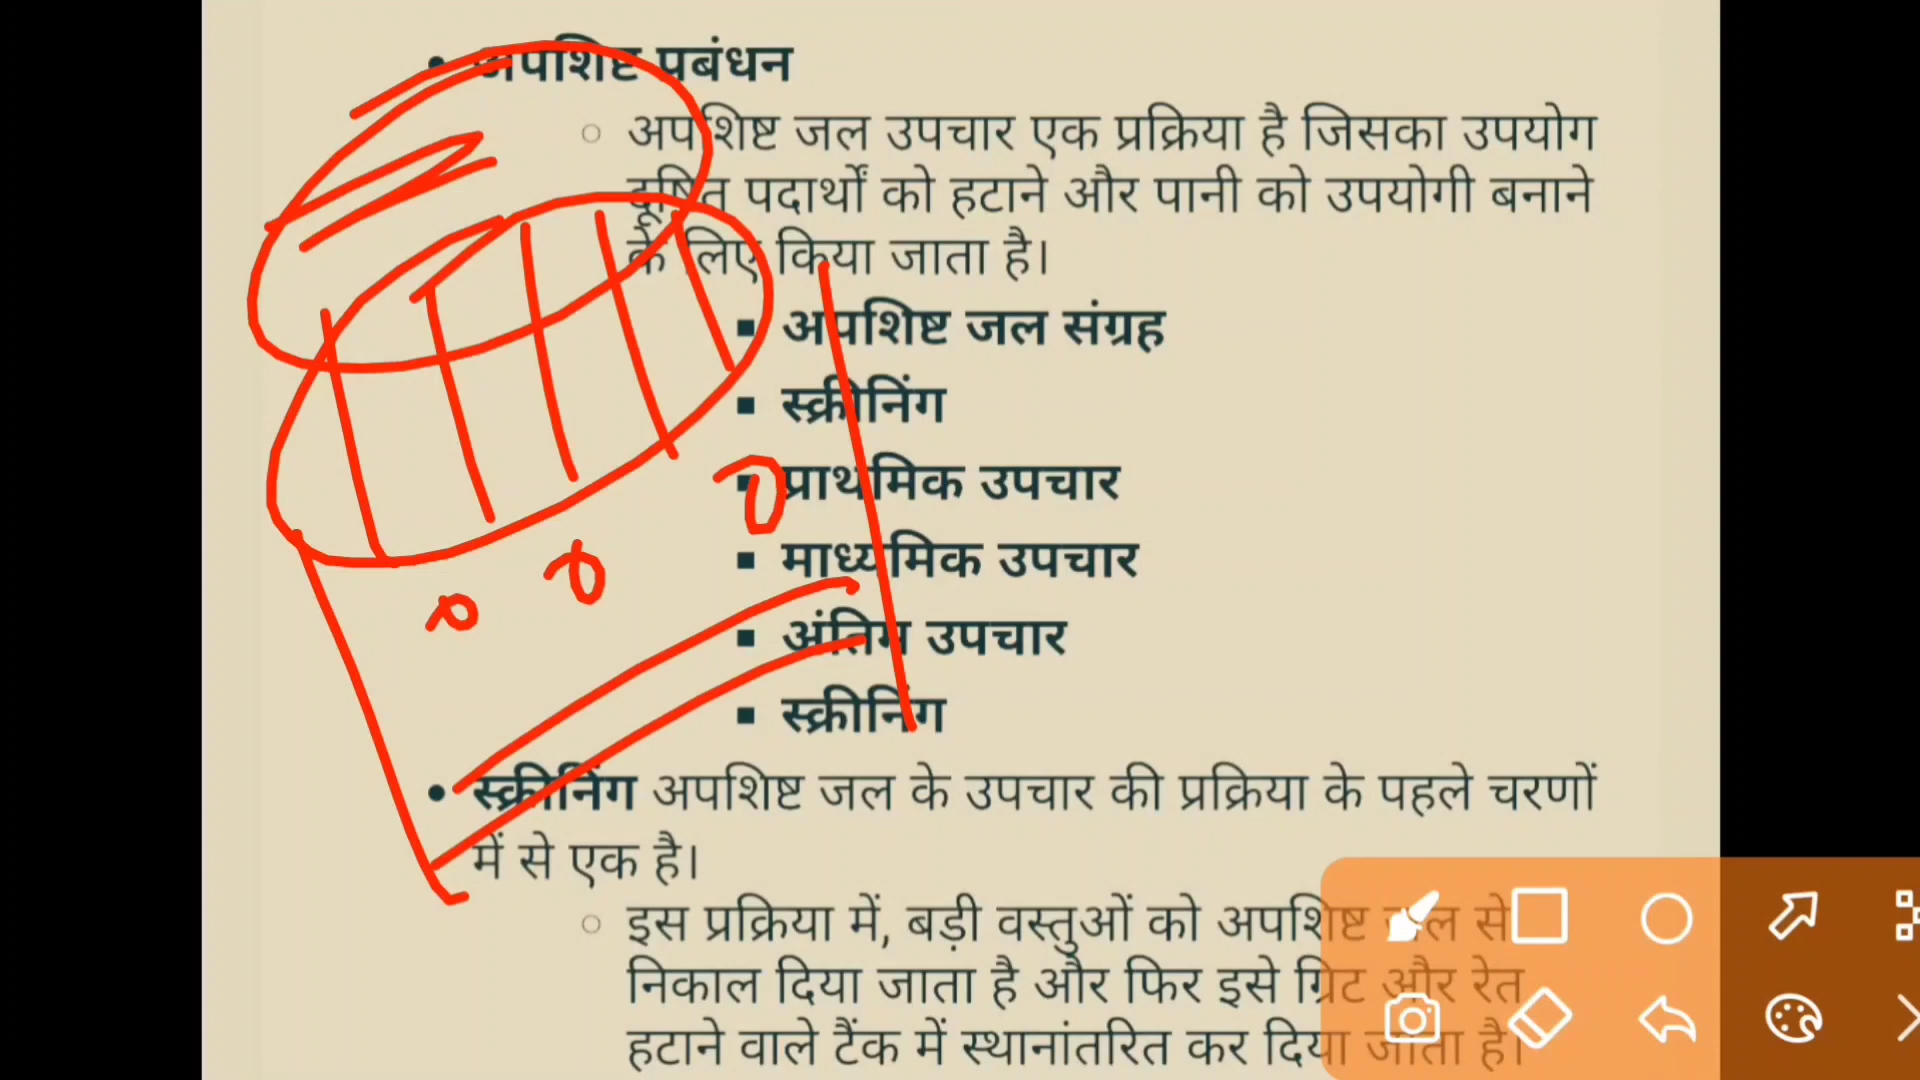 • अपशिष्ट प्रबंधन
○ अपशिष्ट जल उपचार एक प्रक्रिया है जिसका उपयोग
दूषित पदार्थों को हटाने और पानी को उपयोगी बनाने
के लिए किया जाता है।
▪ अपशिष्ट जल संग्रह
▪ स्क्रीनिंग
▪ प्राथमिक उपचार
▪ माध्यमिक उपचार
▪ अंतिम उपचार
▪ स्क्रीनिंग
• स्क्रीनिंग अपशिष्ट जल के उपचार की प्रक्रिया के पहले चरणों
में से एक है।
○ इस प्रक्रिया में, बड़ी वस्तुओं को अपशिष्ट जल से
निकाल दिया जाता है और फिर इसे ग्रिट और रेत
हटाने वाले टैंक में स्थानांतरित कर दिया जाता है।